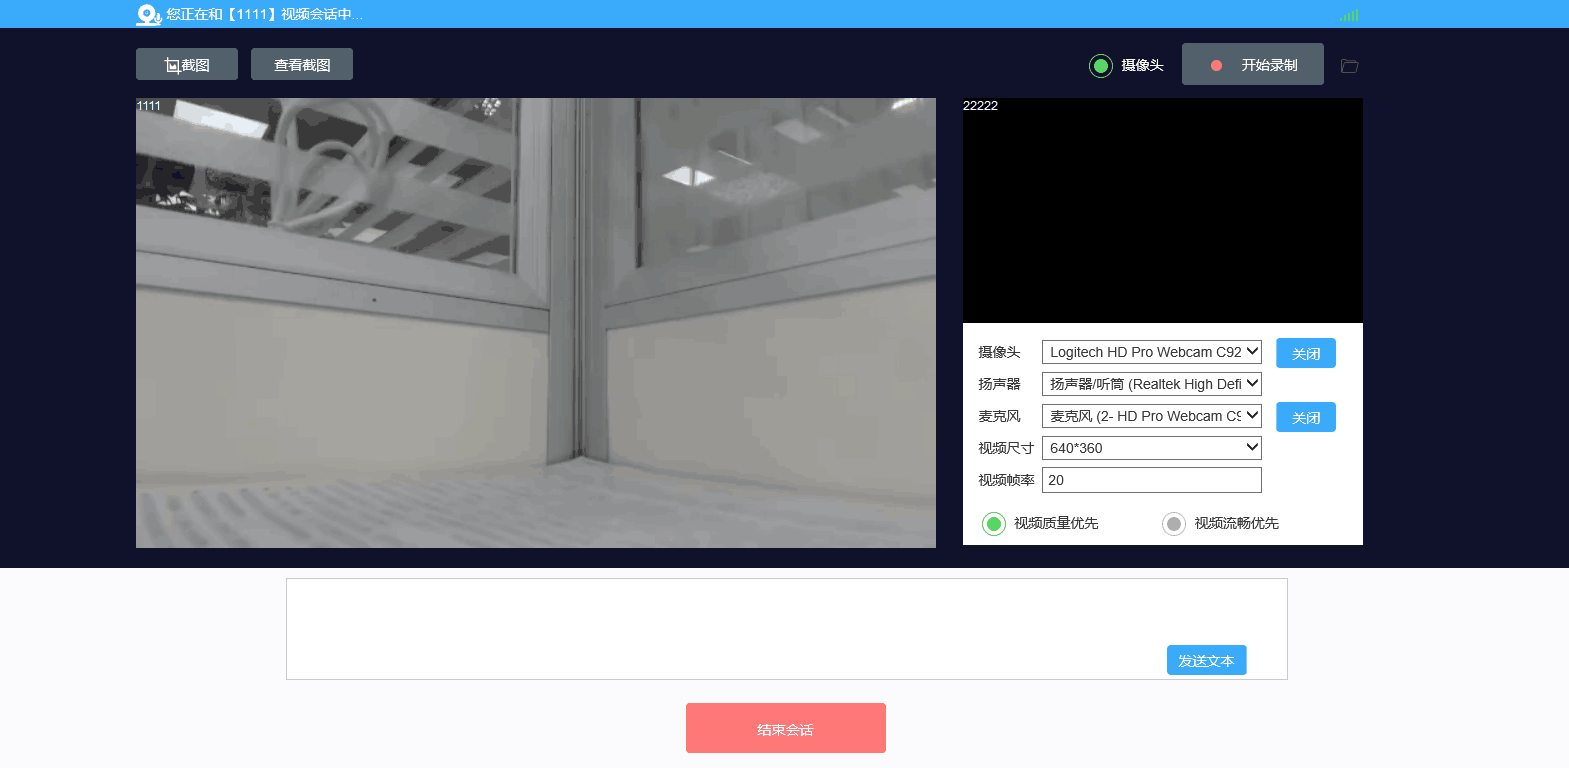 您正在和【1111】视频会话中...
截图
查看截图
摄像头
开始录制
1111
22222
摄像头
Logitech HD Pro Webcam C92
关闭
扬声器
扬声器/听筒 (Realtek High Defi
麦克风
麦克风 (2- HD Pro Webcam C9
关闭
视频尺寸
640*360
视频帧率
20
视频质量优先
视频流畅优先
发送文本
结束会话